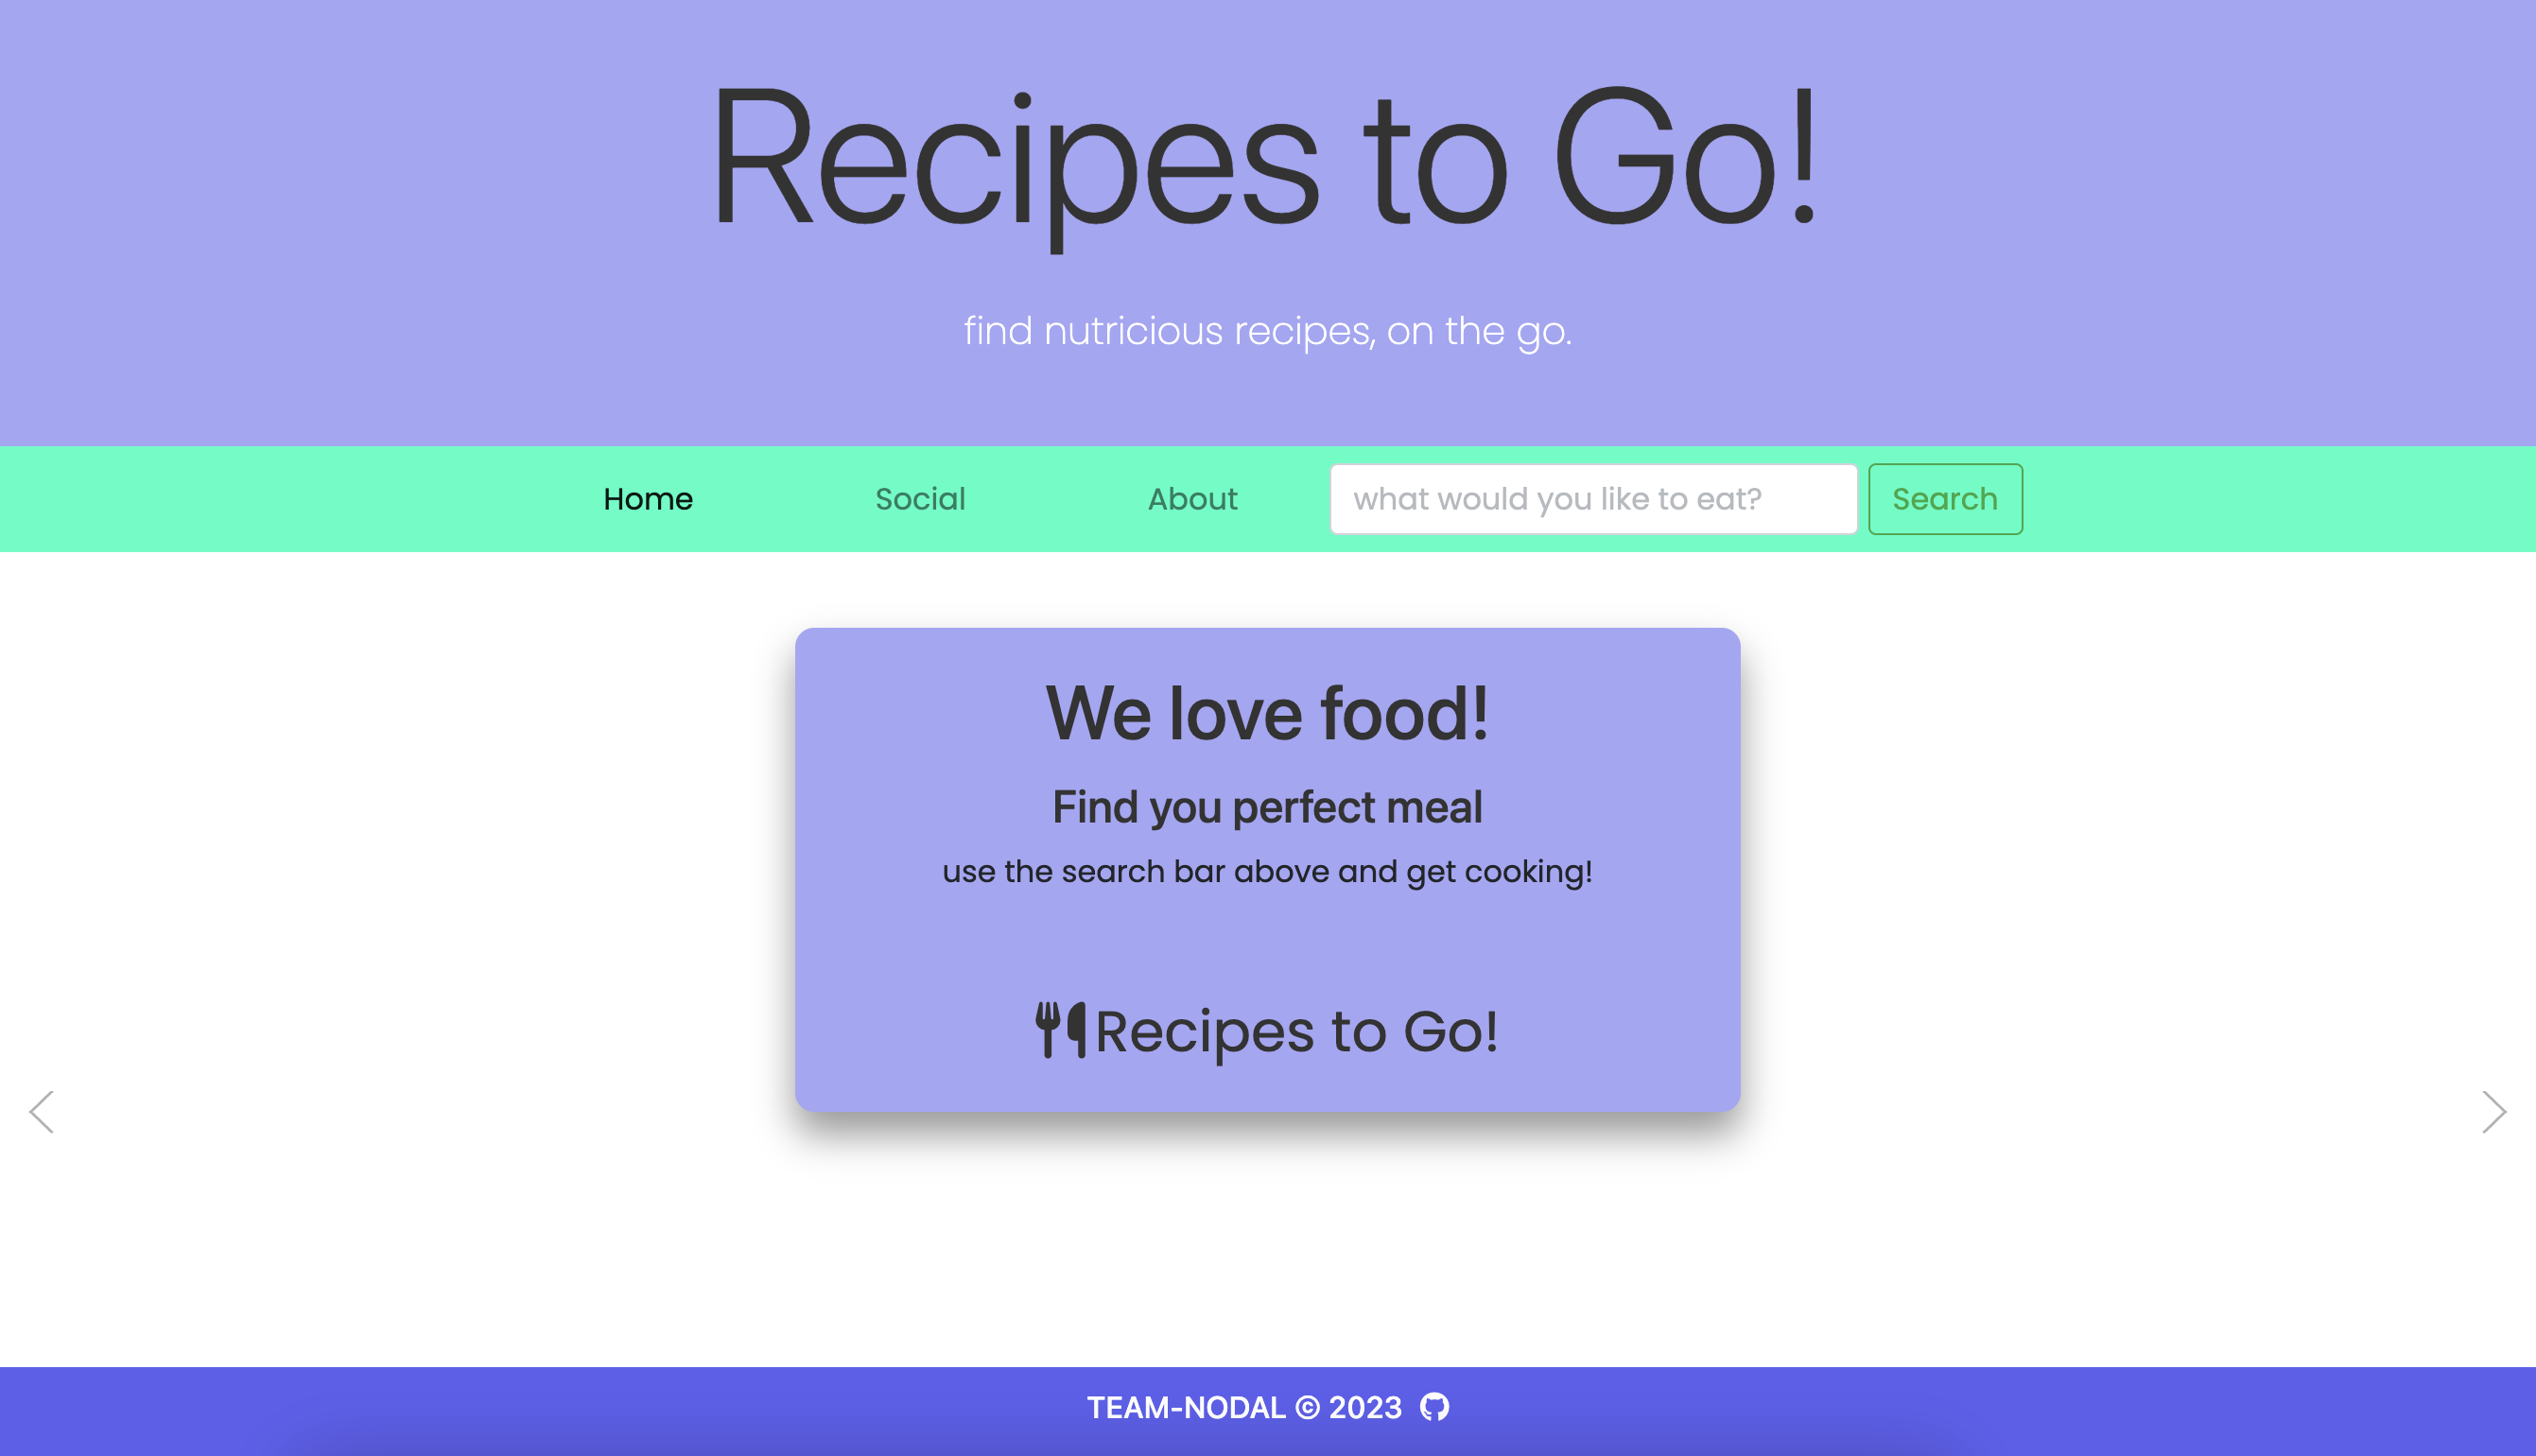 Recipes to Go!
find nutricious recipes, on the go.
Home Social About what would you like to eat? Search
We love food!
Find you perfect meal
use the search bar above and get cooking!
Recipes to Go!
TEAM-NODAL © 2023